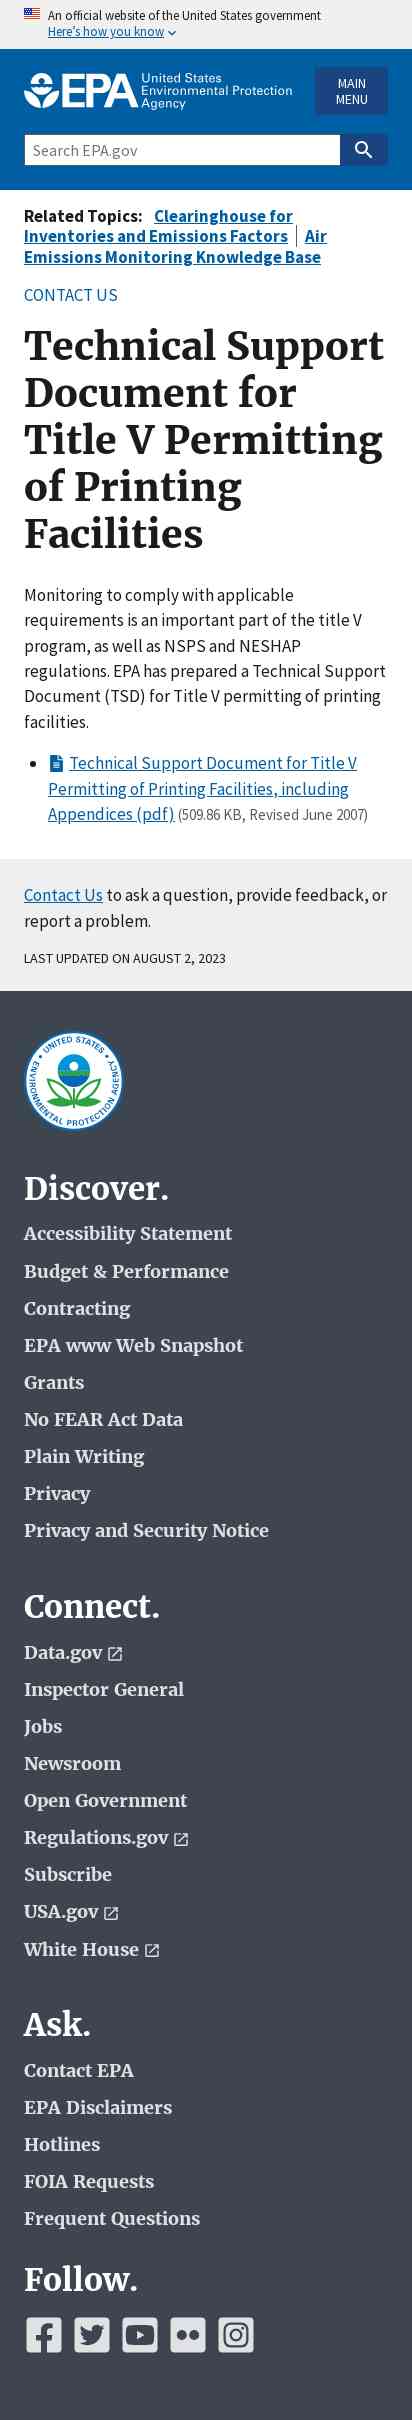 An official website of the United States government
Here's how you know
EPA United States
Environmental Protection
Agency
MAIN
MENU
Search EPA.gov
Related Topics: Clearinghouse for
Inventories and Emissions Factors Air
Emissions Monitoring Knowledge Base
CONTACT US
Technical Support
Document for
Title V Permitting
of Printing
Facilities
Monitoring to comply with applicable
requirements is an important part of the title V
program, as well as NSPS and NESHAP
regulations. EPA has prepared a Technical Support
Document (TSD) for Title V permitting of printing
facilities.
Technical Support Document for Title V
Permitting of Printing Facilities, including
Appendices (pdf) (509.86 KB, Revised June 2007)
Contact Us to ask a question, provide feedback, or
report a problem.
LAST UPDATED ON AUGUST 2, 2023
UNITED STATES
ENVIRONMENTAL PROTECTION AGENCY
Discover.
Accessibility Statement
Budget & Performance
Contracting
EPA www Web Snapshot
Grants
No FEAR Act Data
Plain Writing
Privacy
Privacy and Security Notice
Connect.
Data.gov
Inspector General
Jobs
Newsroom
Open Government
Regulations.gov
Subscribe
USA.gov
White House
Ask.
Contact EPA
EPA Disclaimers
Hotlines
FOIA Requests
Frequent Questions
Follow.